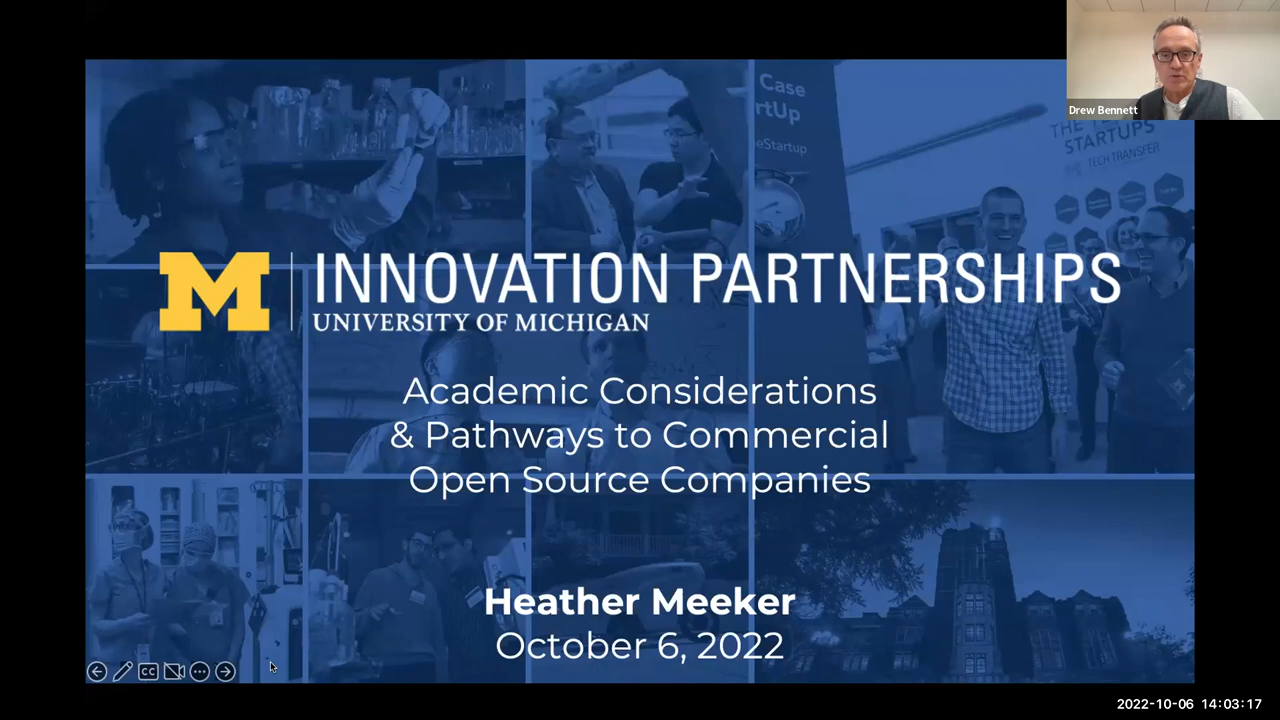 Drew Bennett
Case
rtUp
eStartup
STARTUPS
TECH TRANSFER
M INNOVATION PARTNERSHIPS
UNIVERSITY OF MICHIGAN
Academic Considerations
& Pathways to Commercial
Open Source Companies
Heather Meeker
October 6, 2022
CC
2022-10-06 14:03:17